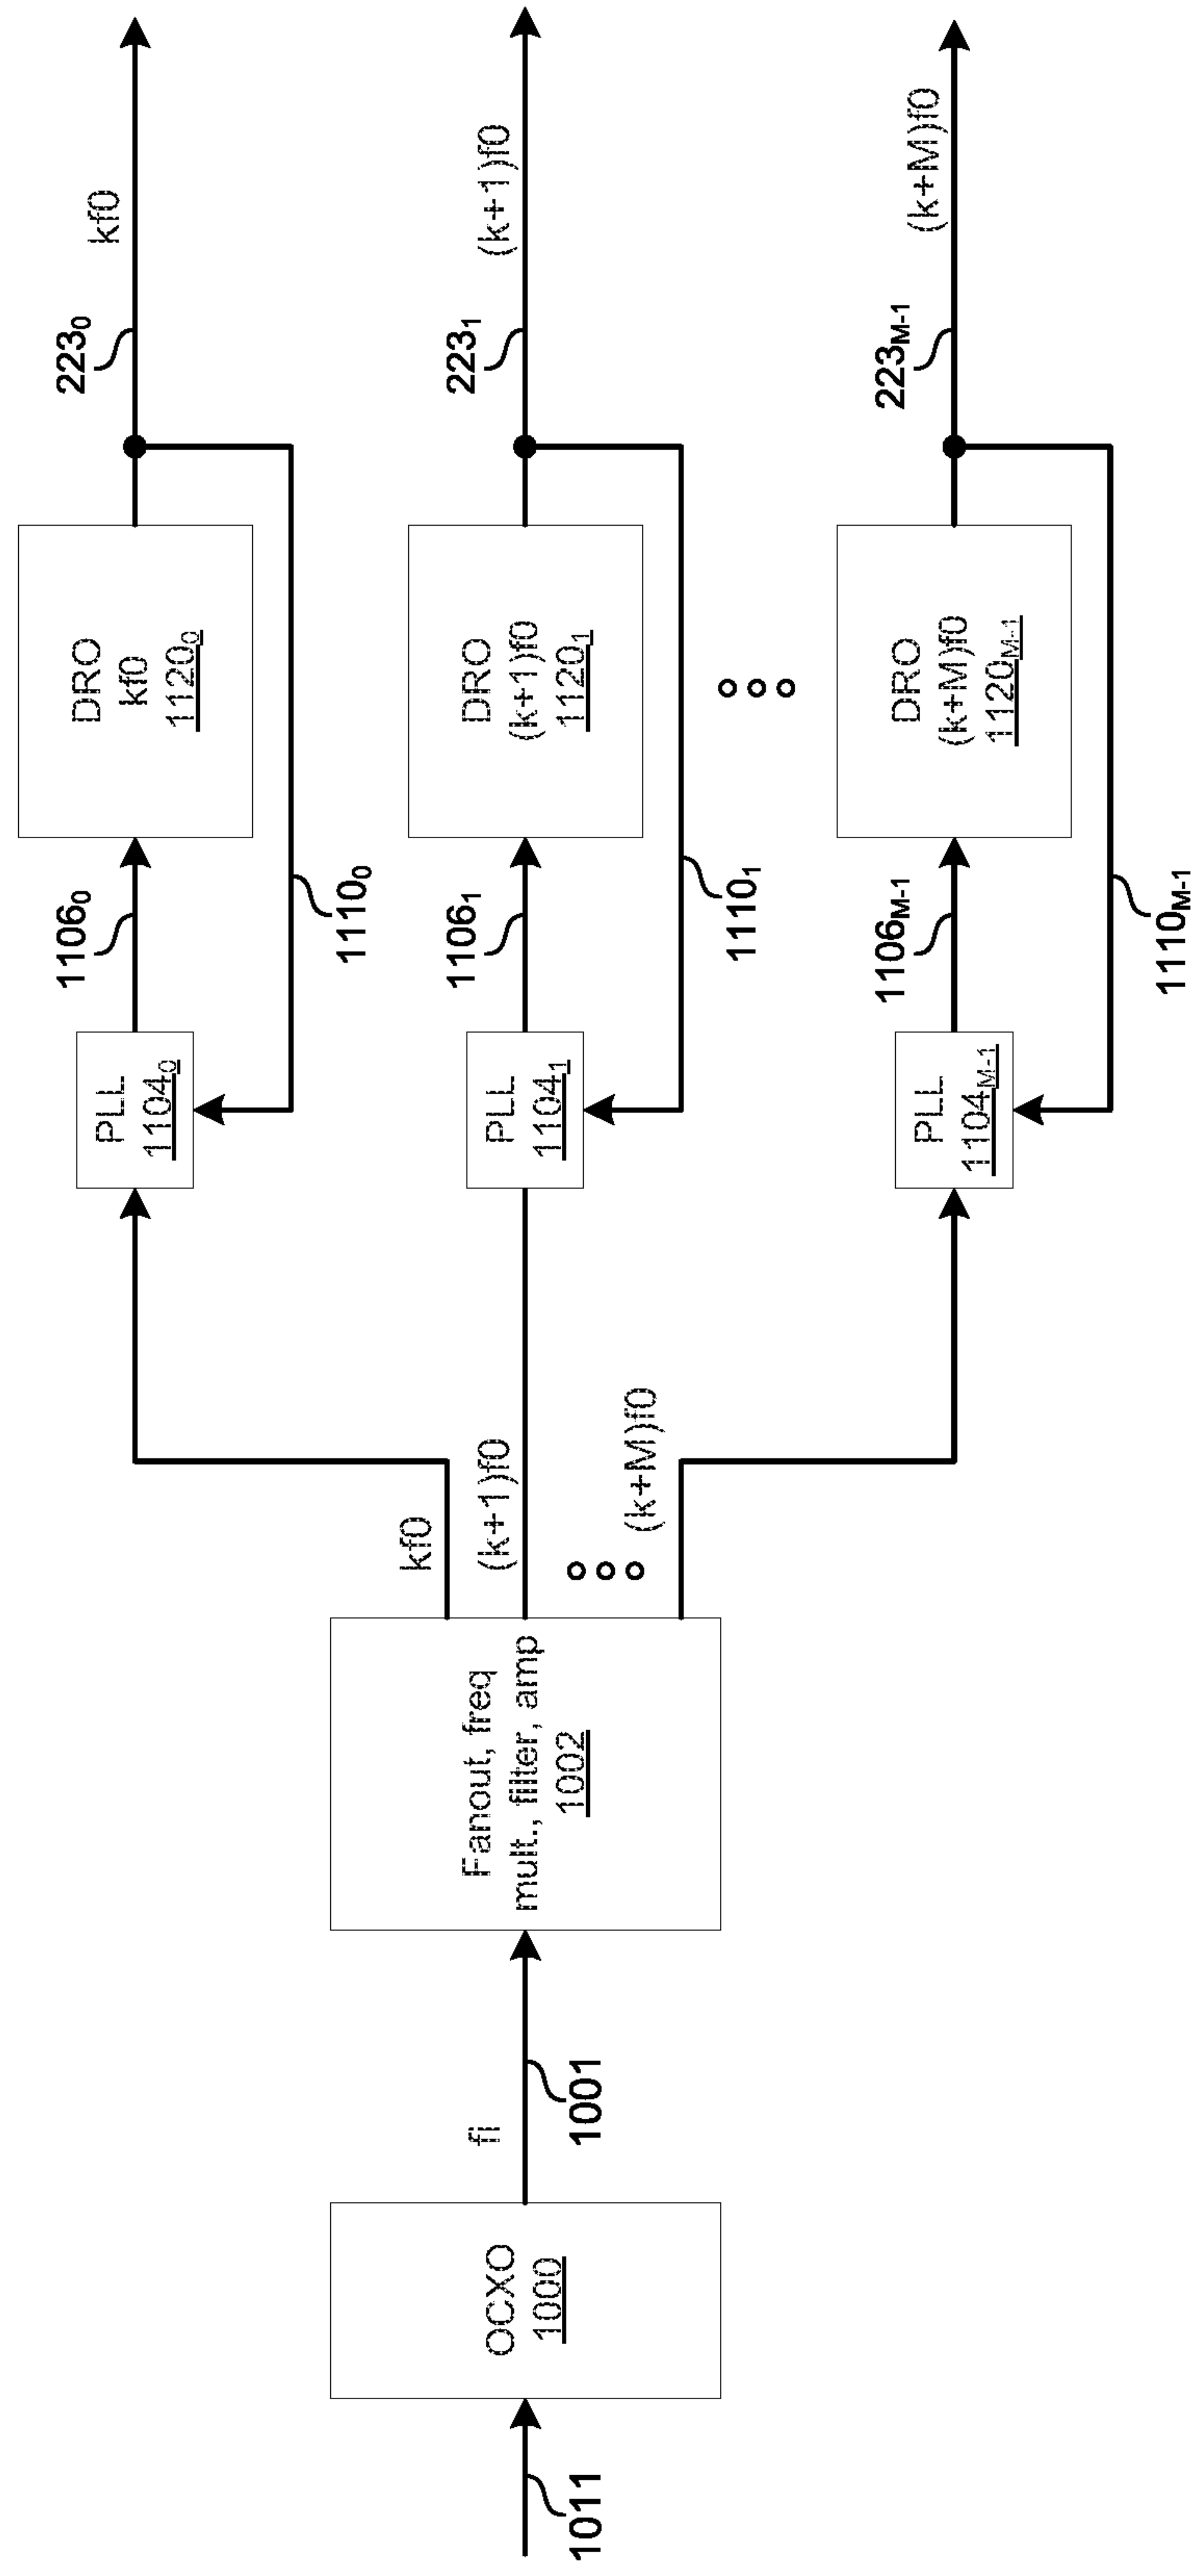 1011
OCXO
1000
fi
1001
Fanout, freq
mult., filter, amp
1002
kf0
(k+1)f0
(k+M)f0
PLL
1104₀
1106₀
1110₀
DRO
kf0
1120₀
223₀
kf0
PLL
1104₁
1106₁
1110₁
DRO
(k+1)f0
1120₁
223₁
(k+1)f0
PLL
1104M-1
1106M-1
1110M-1
DRO
(k+M)f0
1120M-1
223M-1
(k+M)f0